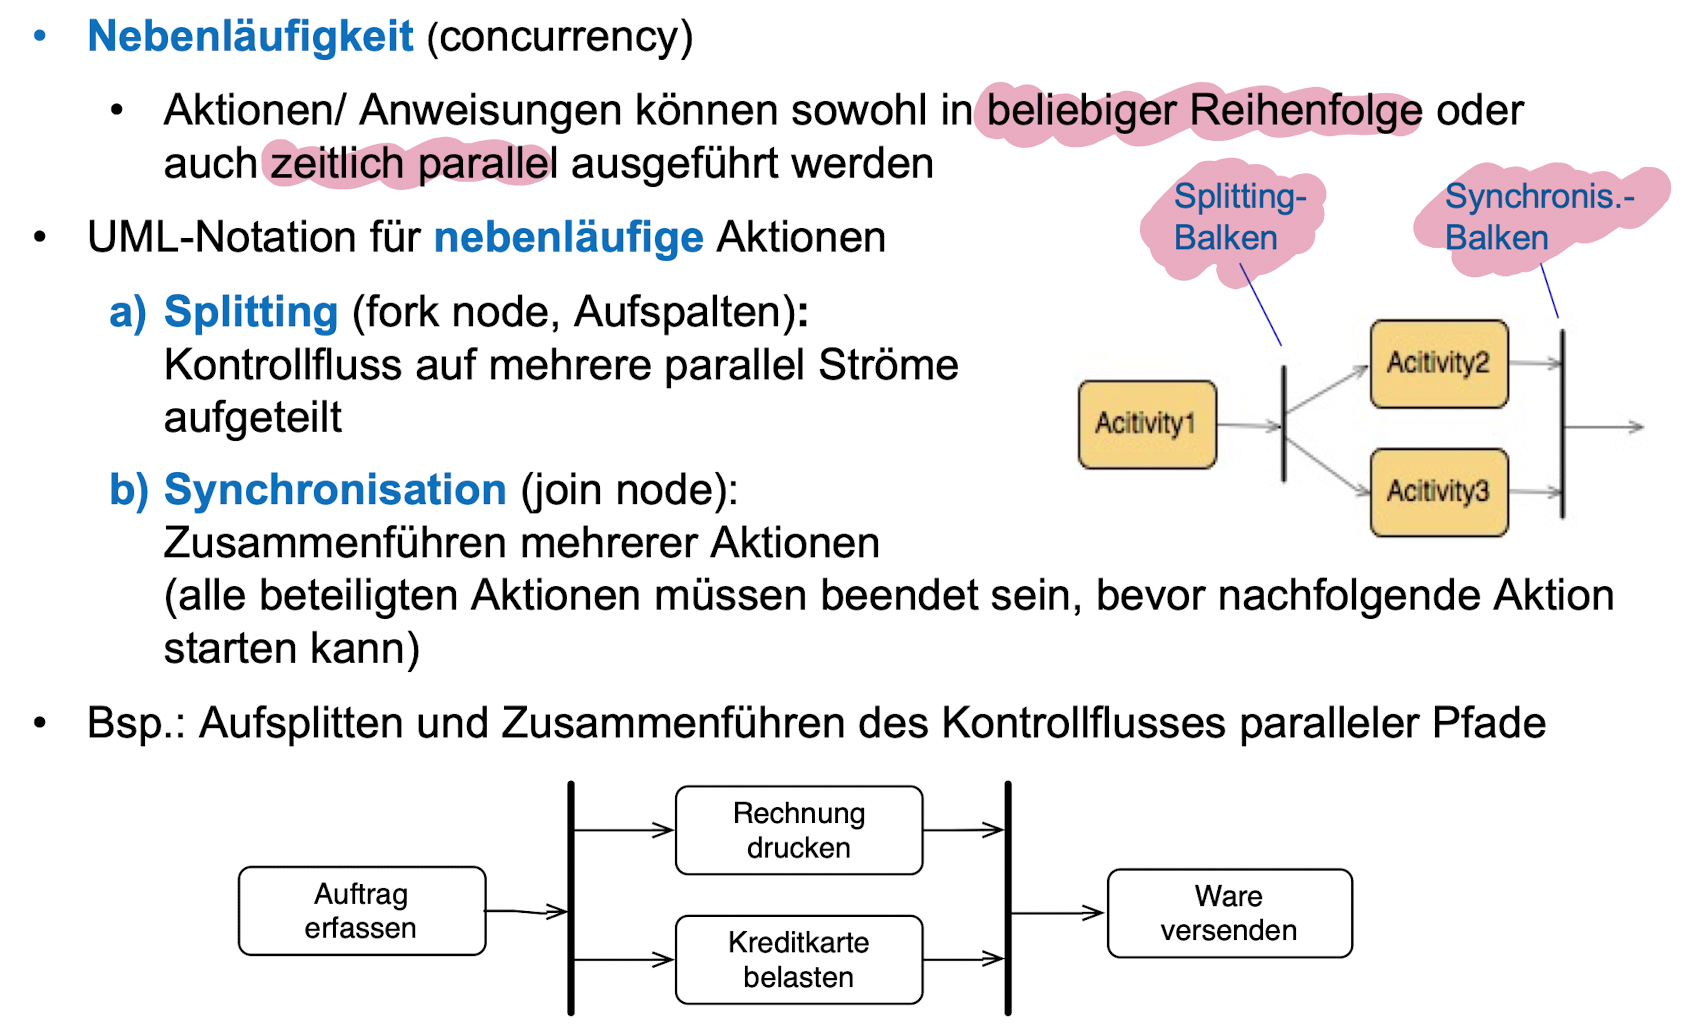 • Nebenläufigkeit (concurrency)
• Aktionen/ Anweisungen können sowohl in beliebiger Reihenfolge oder
auch zeitlich parallel ausgeführt werden
• UML-Notation für nebenläufige Aktionen
a) Splitting (fork node, Aufspalten):
Kontrollfluss auf mehrere parallel Ströme
aufgeteilt
b) Synchronisation (join node):
Zusammenführen mehrerer Aktionen
(alle beteiligten Aktionen müssen beendet sein, bevor nachfolgende Aktion
starten kann)
Splitting-
Balken
Synchronis.-
Balken
Acitivity1
Acitivity2
Acitivity3
• Bsp.: Aufsplitten und Zusammenführen des Kontrollflusses paralleler Pfade
Auftrag
erfassen
Rechnung
drucken
Kreditkarte
belasten
Ware
versenden